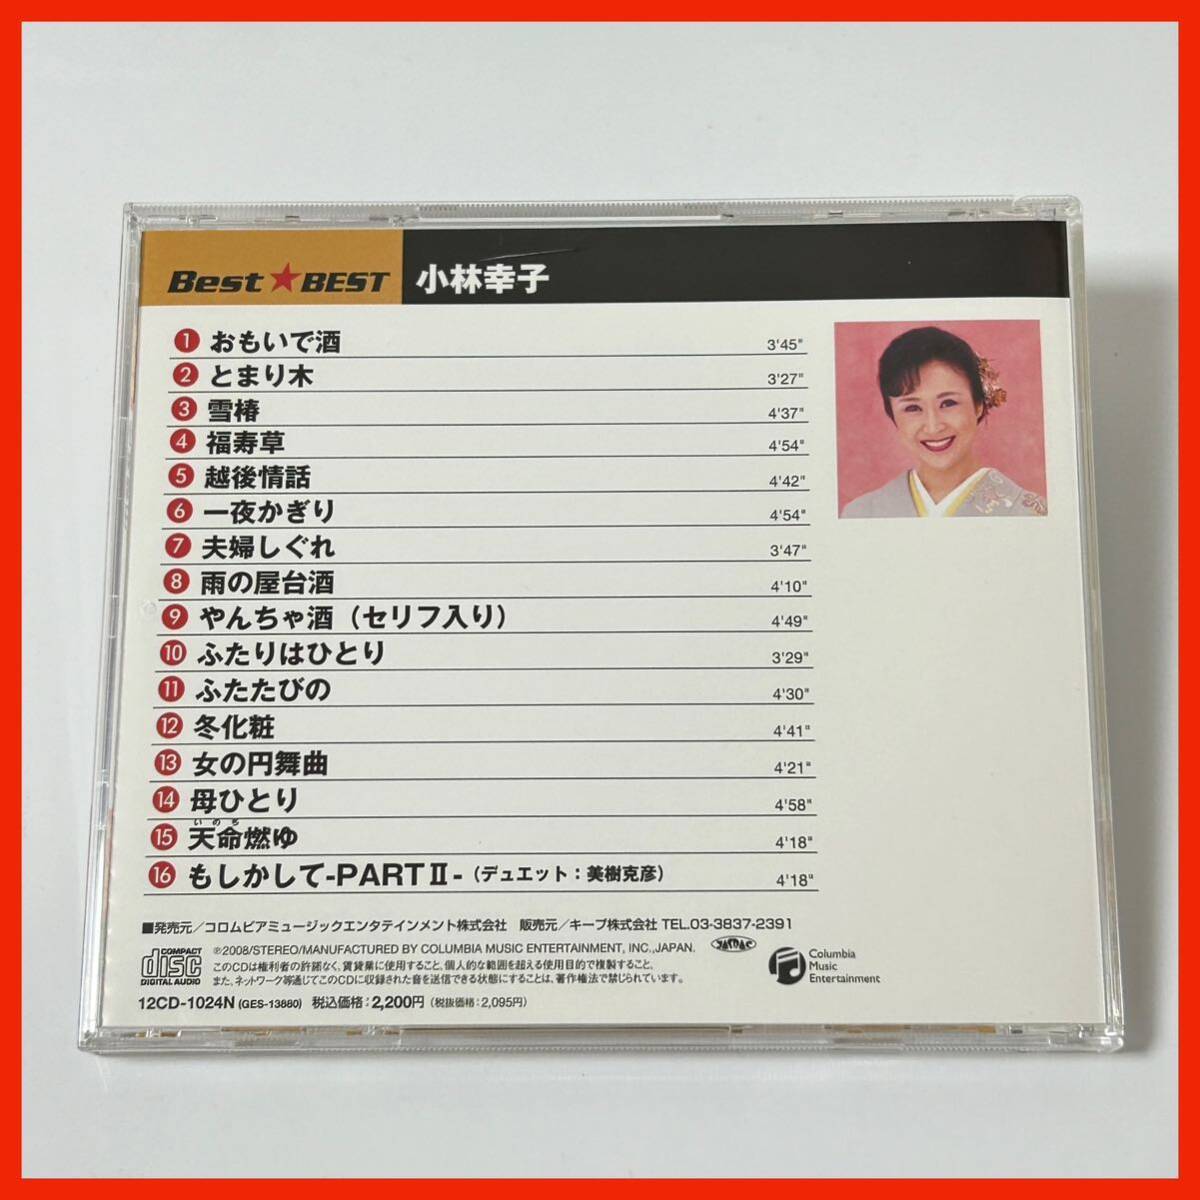 Best★BEST 小林幸子
1 おもいで酒 3'45"
2 とまり木 3'27"
3 雪椿 4'37"
4 福寿草 4'54"
5 越後情話 4'42"
6 一夜かぎり 4'54"
7 夫婦しぐれ 3'47"
8 雨の屋台酒 4'10"
9 やんちゃ酒（セリフ入り） 4'49"
10 ふたりはひとり 3'29"
11 ふたたびの 4'30"
12 冬化粧 4'41"
13 女の円舞曲 4'21"
14 母ひとり 4'58"
いのち
15 天命燃ゆ 4'18"
16 もしかして-PARTⅡ-（デュエット：美樹克彦） 4'18"
■発売元／コロムビアミュージックエンタテインメント株式会社 販売元／キープ株式会社 TEL.03-3837-2391
COMPACT disc DIGITAL AUDIO
℗2008/STEREO/MANUFACTURED BY COLUMBIA MUSIC ENTERTAINMENT, INC.,JAPAN.
JASRAC
このCDは権利者の許諾なく、賃貸業に使用すること、個人的な範囲を超える使用目的で複製すること、
また、ネットワーク等通じてこのCDに収録された音を送信できる状態にすることは、著作権法で禁じられています。
Columbia
Music
Entertainment
12CD-1024N (GES-13880) 税込価格：2,200円（税抜価格：2,095円）